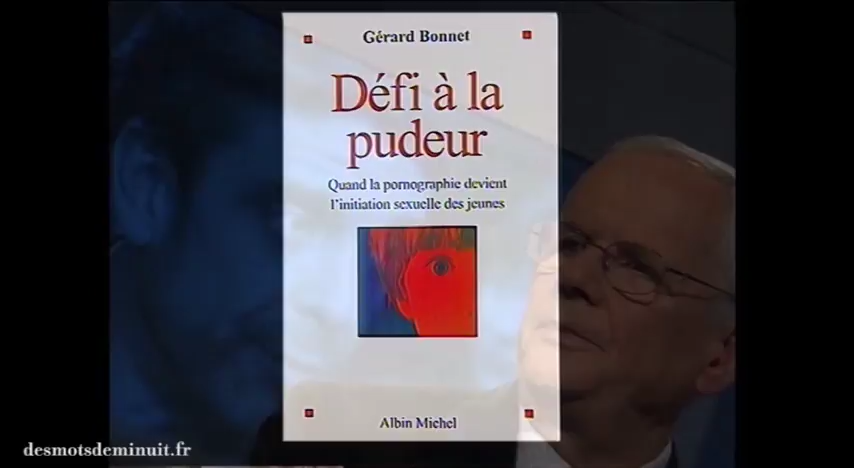 Gérard Bonnet
Défi à la
pudeur
Quand la pornographie devient
l'initiation sexuelle des jeunes
Albin Michel
desmotsdeminuit.fr